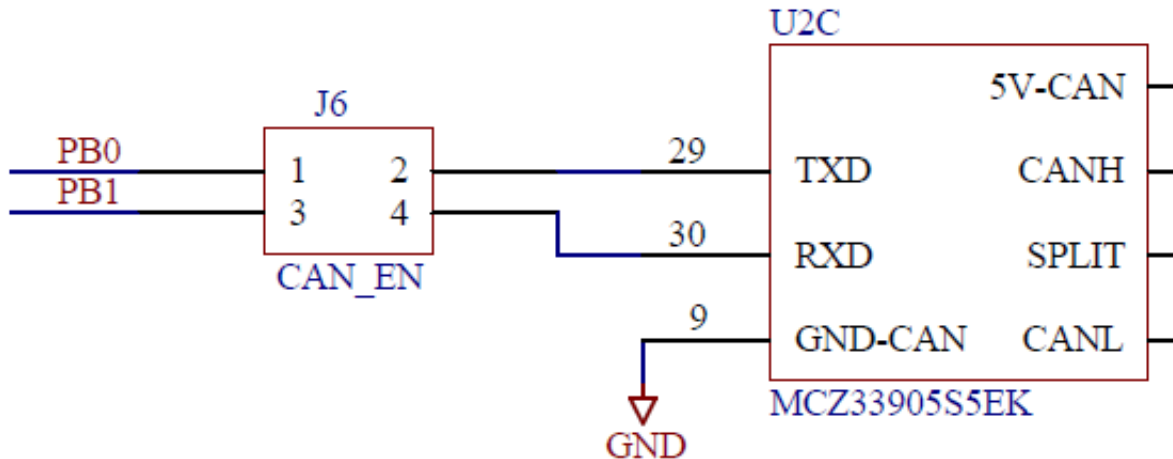 U2C
J6
PB0
PB1
1 2
3 4
CAN_EN
29
30
9
TXD
RXD
GND-CAN
5V-CAN
CANH
SPLIT
CANL
MCZ33905S5EK
GND